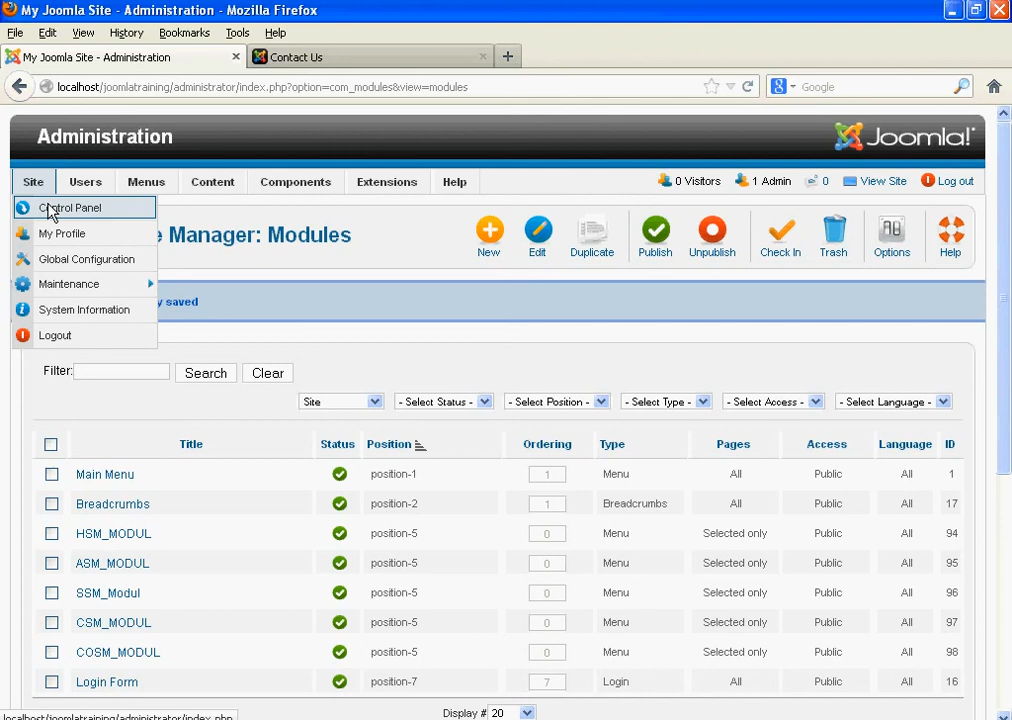 My Joomla Site - Administration - Mozilla Firefox
File Edit View History Bookmarks Tools Help
My Joomla Site - Administration
Contact Us
localhost/joomlatraining/administrator/index.php?option=com_modules&view=modules
Google
Administration
Joomla!
Site Users Menus Content Components Extensions Help
0 Visitors 1 Admin 0 View Site Log out
Control Panel
My Profile
Global Configuration
Maintenance
System Information
Logout
e Manager: Modules
New Edit Duplicate Publish Unpublish Check In Trash Options Help
y saved
Filter: Search Clear
Site - Select Status - - Select Position - - Select Type - - Select Access - - Select Language -
Title Status Position Ordering Type Pages Access Language ID
Main Menu position-1 1 Menu All Public All 1
Breadcrumbs position-2 1 Breadcrumbs All Public All 17
HSM_MODUL position-5 0 Menu Selected only Public All 94
ASM_MODUL position-5 0 Menu Selected only Public All 95
SSM_Modul position-5 0 Menu Selected only Public All 96
CSM_MODUL position-5 0 Menu Selected only Public All 97
COSM_MODUL position-5 0 Menu Selected only Public All 98
Login Form position-7 7 Login All Public All 16
Display # 20
localhost/joomlatraining/administrator/index.php